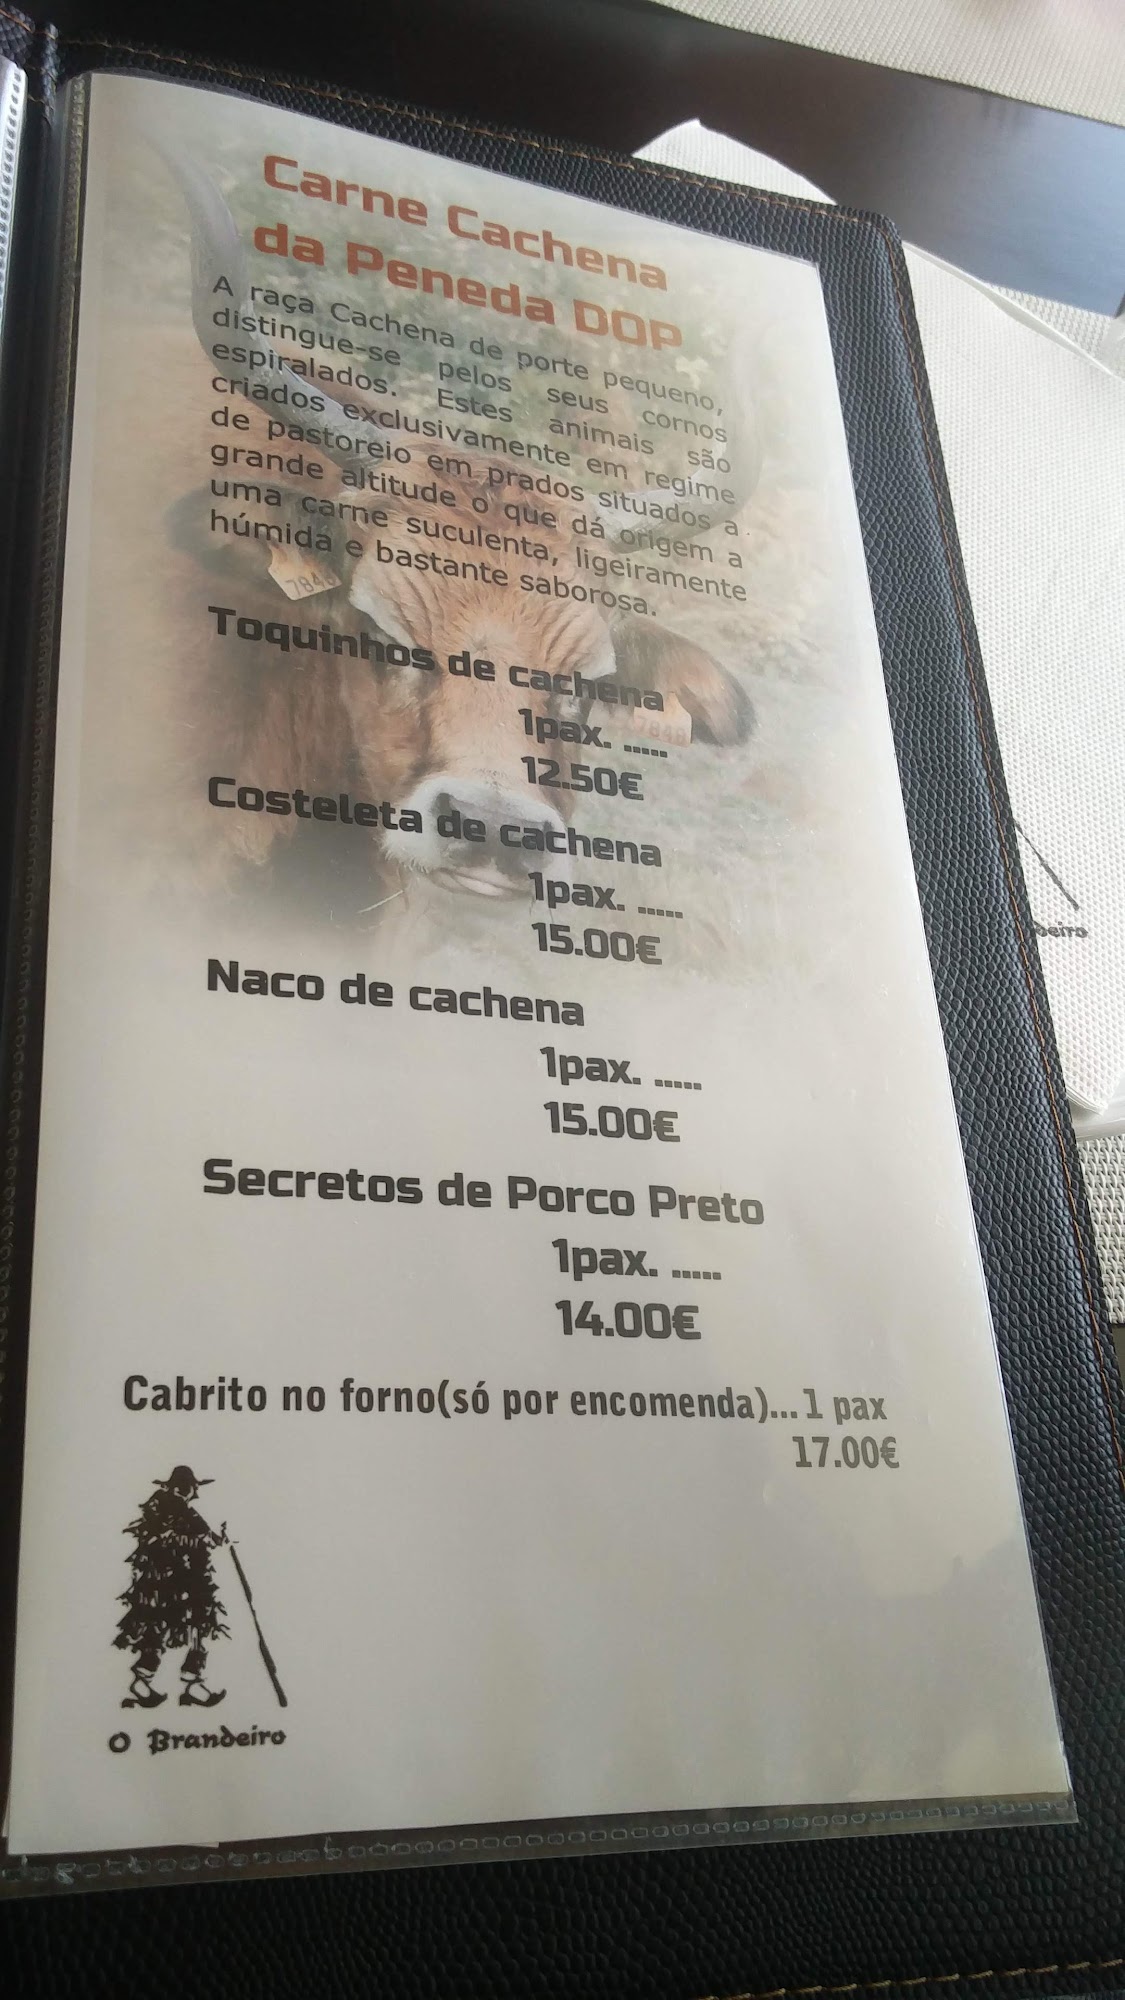 Carne Cachena
da Peneda DOP
A raça Cachena de porte pequeno,
distingue-se pelos seus cornos
espiralados. Estes animais são
criados exclusivamente em regime
de pastoreio em prados situados a
grande altitude o que dá origem a
uma carne suculenta, ligeiramente
húmida e bastante saborosa.
7848
7848
Toquinhos de cachena
1pax. .....
12.50€
Costeleta de cachena
1pax. .....
15.00€
Naco de cachena
1pax. .....
15.00€
Secretos de Porco Preto
1pax. .....
14.00€
Cabrito no forno(só por encomenda)...1 pax
17.00€
O Brandeiro